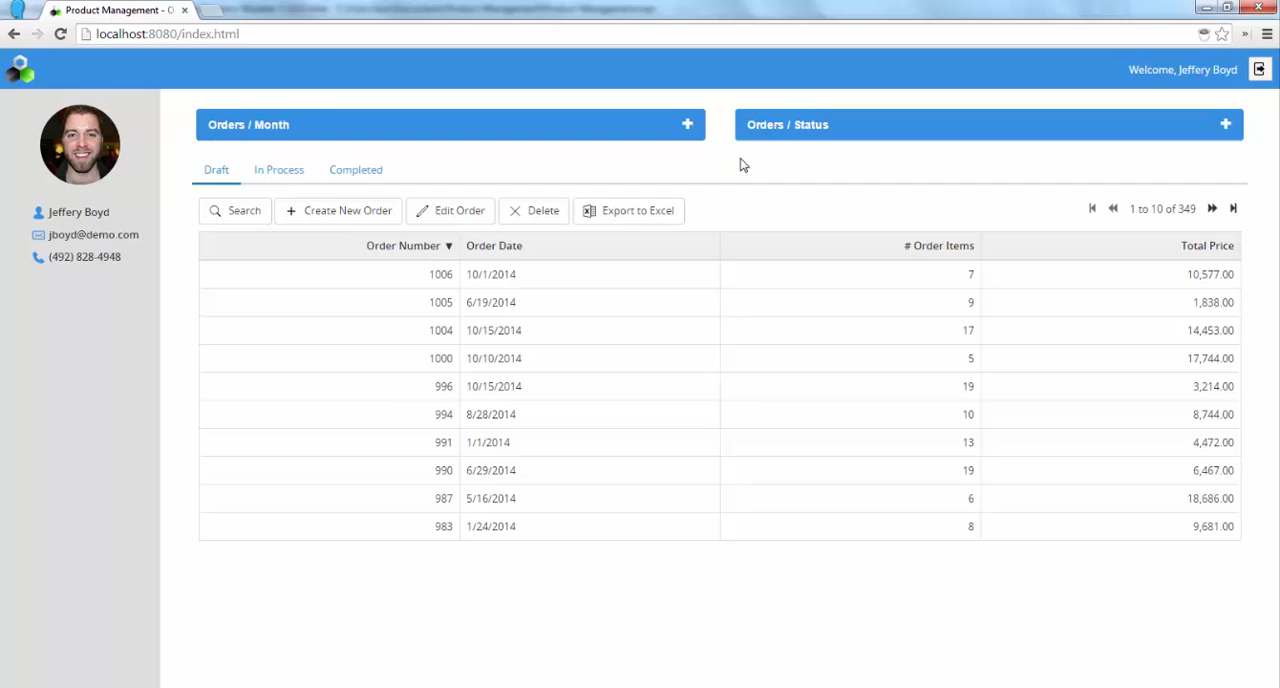 Product Management - O
localhost:8080/index.html
Welcome, Jeffery Boyd
Jeffery Boyd
jboyd@demo.com
(492) 828-4948
Orders / Month
Orders / Status
Draft In Process Completed
Search Create New Order Edit Order Delete Export to Excel 1 to 10 of 349
Order Number ▼ Order Date # Order Items Total Price
1006 10/1/2014 7 10,577.00
1005 6/19/2014 9 1,838.00
1004 10/15/2014 17 14,453.00
1000 10/10/2014 5 17,744.00
996 10/15/2014 19 3,214.00
994 8/28/2014 10 8,744.00
991 1/1/2014 13 4,472.00
990 6/29/2014 19 6,467.00
987 5/16/2014 6 18,686.00
983 1/24/2014 8 9,681.00